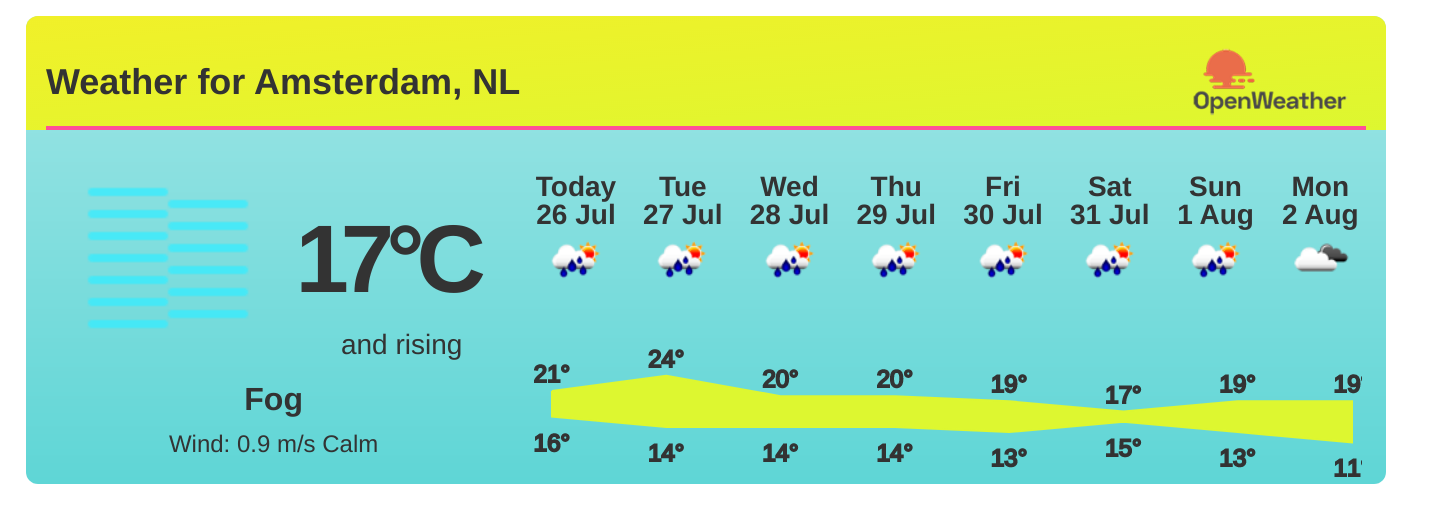 Weather for Amsterdam, NL
OpenWeather
Today Tue Wed Thu Fri Sat Sun Mon
26 Jul 27 Jul 28 Jul 29 Jul 30 Jul 31 Jul 1 Aug 2 Aug
17°C
and rising
Fog
Wind: 0.9 m/s Calm
21° 24° 20° 20° 19° 17° 19° 19°
16° 14° 14° 14° 13° 15° 13° 11°